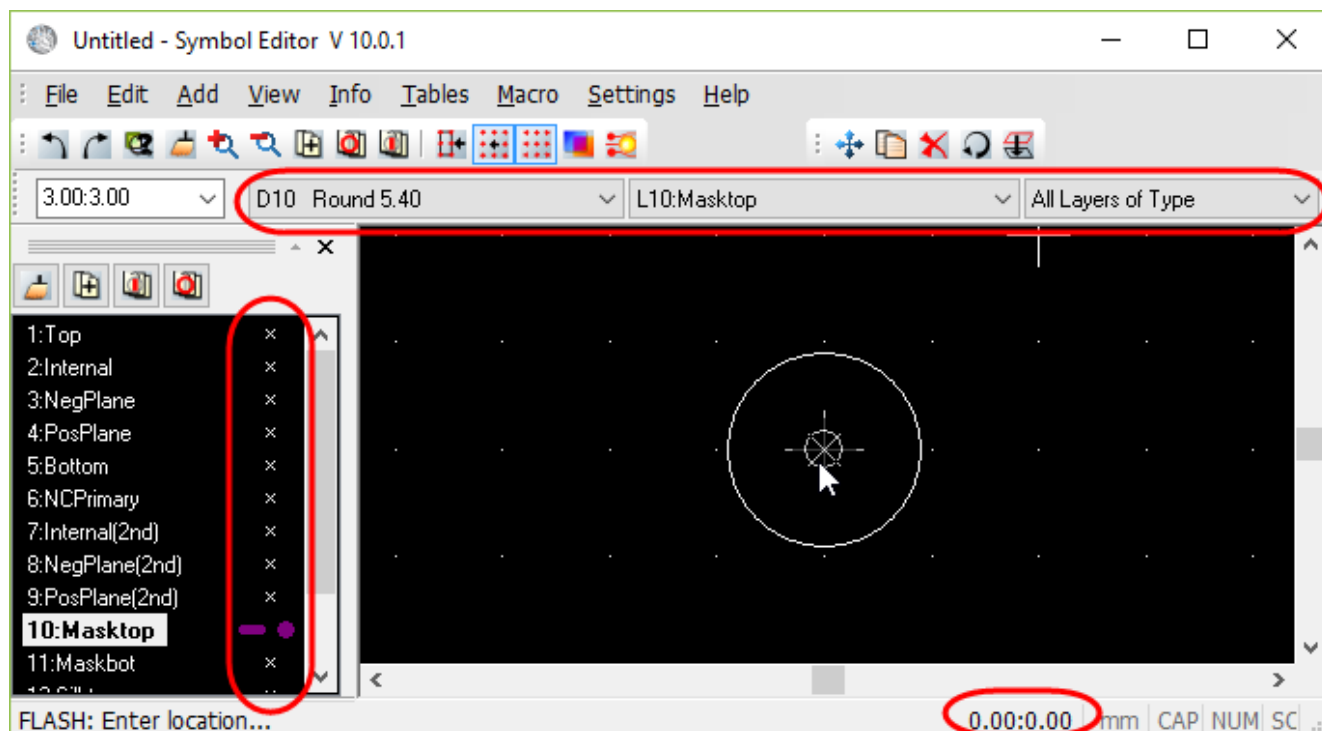 Untitled - Symbol Editor V 10.0.1
File Edit Add View Info Tables Macro Settings Help
3.00:3.00 D10 Round 5.40 L10:Masktop All Layers of Type
1:Top
2:Internal
3:NegPlane
4:PosPlane
5:Bottom
6:NCPrimary
7:Internal(2nd)
8:NegPlane(2nd)
9:PosPlane(2nd)
10:Masktop
11:Maskbot
FLASH: Enter location... 0.00:0.00 mm CAP NUM SC